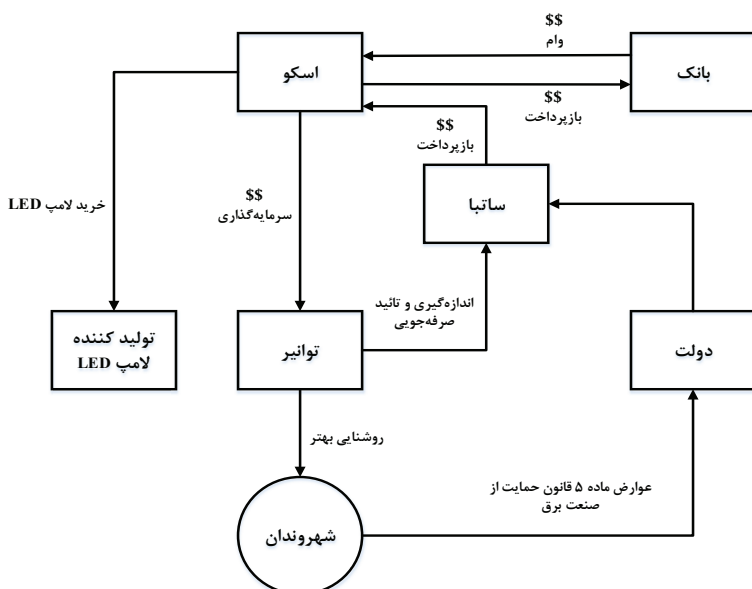 $$
وام
بانک
اسکو
$$
بازپرداخت
$$
بازپرداخت
ساتبا
خرید لامپ LED
$$
سرمایه‌گذاری
اندازه‌گیری و تائید
صرفه‌جویی
دولت
توانیر
تولید کننده
لامپ LED
روشنایی بهتر
عوارض ماده ۵ قانون حمایت از
صنعت برق
شهروندان